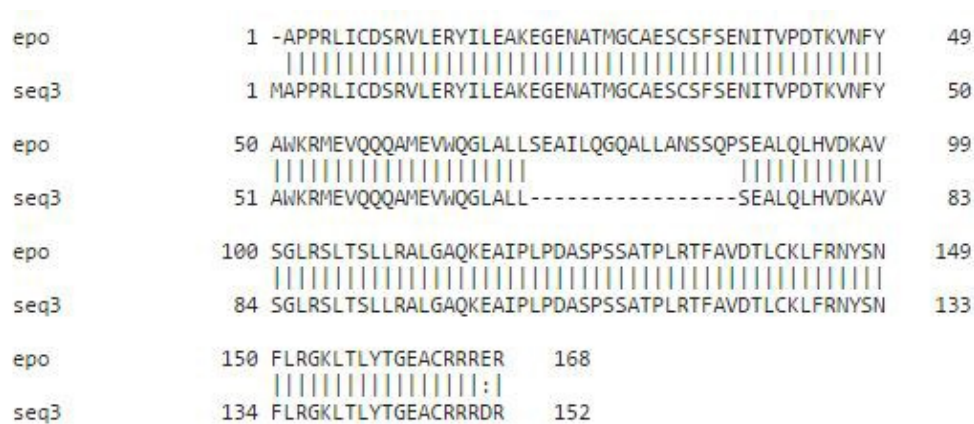 epo 1 -APPRLICDSRVLERYILEAKEGENATMGCAESCSFSENITVPDTKVNFY 49
|||||||||||||||||||||||||||||||||||||||||||||||||
seq3 1 MAPPRLICDSRVLERYILEAKEGENATMGCAESCSFSENITVPDTKVNFY 50
epo 50 AWKRMEVQQQAMEVWQGLALLSEAILQGQALLANSSQPSEALQLHVDKAV 99
||||||||||||||||||||| ||||||||||||
seq3 51 AWKRMEVQQQAMEVWQGLALL-----------------SEALQLHVDKAV 83
epo 100 SGLRSLTSLLRALGAQKEAIPLPDASPSSATPLRTFAVDTLCKLFRNYSN 149
||||||||||||||||||||||||||||||||||||||||||||||||||
seq3 84 SGLRSLTSLLRALGAQKEAIPLPDASPSSATPLRTFAVDTLCKLFRNYSN 133
epo 150 FLRGKLTLYTGEACRRRER 168
|||||||||||||||||:|
seq3 134 FLRGKLTLYTGEACRRRDR 152